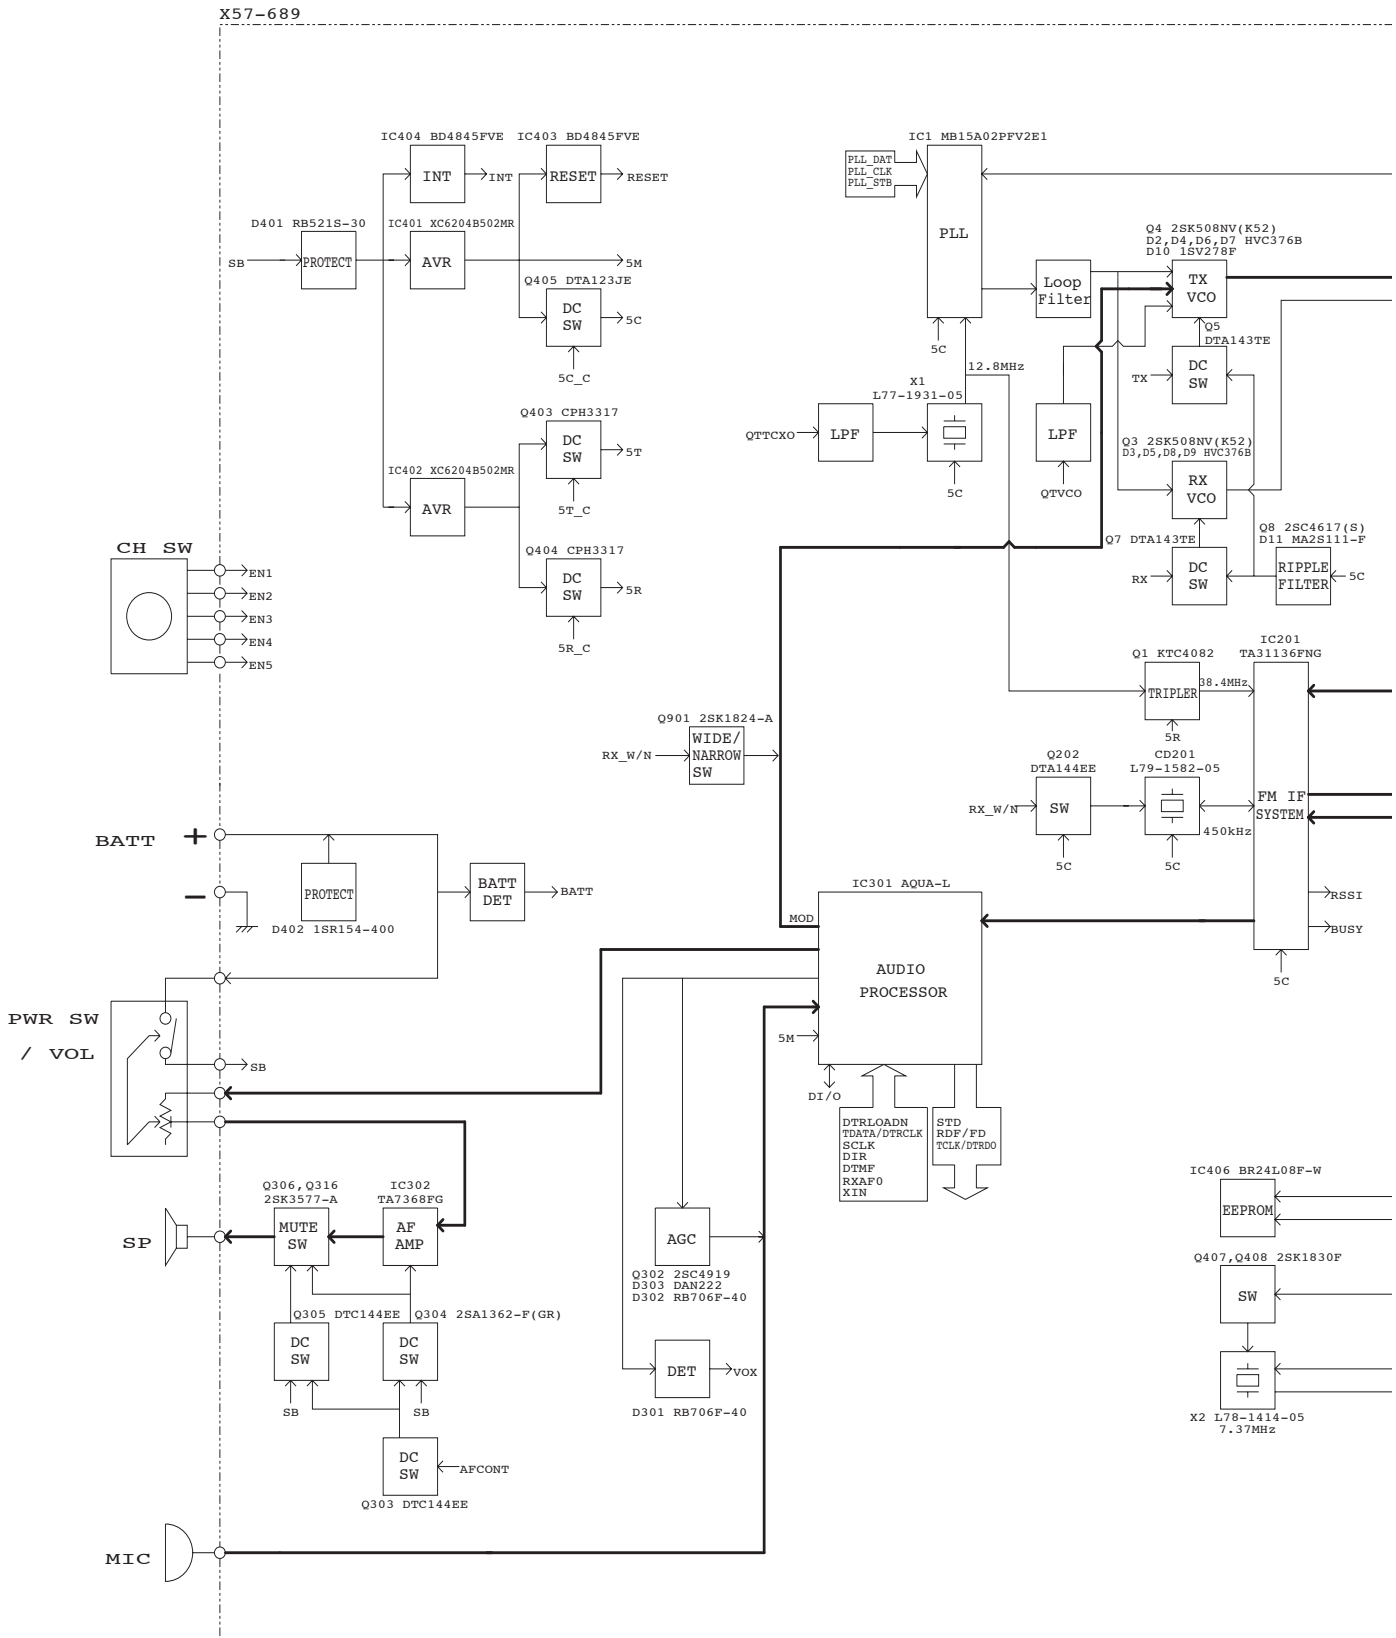 X57-689
IC404 BD4845FVE
IC403 BD4845FVE
INT
INT
RESET
RESET
D401 RB521S-30
IC401 XC6204B502MR
SB
PROTECT
AVR
5M
Q405 DTA123JE
DC
SW
5C
5C_C
Q403 CPH3317
DC
SW
5T
5T_C
IC402 XC6204B502MR
AVR
Q404 CPH3317
DC
SW
5R
5R_C
IC1 MB15A02PFV2E1
PLL_DAT
PLL_CLK
PLL_STB
PLL
5C
12.8MHz
X1
L77-1931-05
QTTCXO
LPF
5C
Loop
Filter
LPF
QTVCO
Q4 2SK508NV(K52)
D2,D4,D6,D7 HVC376B
D10 1SV278F
TX
VCO
Q5
DTA143TE
TX
DC
SW
Q3 2SK508NV(K52)
D3,D5,D8,D9 HVC376B
RX
VCO
Q7 DTA143TE
RX
DC
SW
Q8 2SC4617(S)
D11 MA2S111-F
RIPPLE
FILTER
5C
CH SW
EN1
EN2
EN3
EN4
EN5
Q1 KTC4082
TRIPLER
38.4MHz
5R
IC201
TA31136FNG
FM IF
SYSTEM
RSSI
BUSY
5C
Q901 2SK1824-A
RX_W/N
WIDE/
NARROW
SW
Q202
DTA144EE
RX_W/N
SW
5C
CD201
L79-1582-05
450kHz
5C
BATT
+
-
PROTECT
D402 1SR154-400
BATT
DET
BATT
IC301 AQUA-L
MOD
AUDIO
PROCESSOR
5M
DI/O
DTRLOADN
TDATA/DTRCLK
SCLK
DIR
DTMF
RXAFO
XIN
STD
RDF/FD
TCLK/DTRDO
PWR SW
/ VOL
SB
Q306,Q316
2SK3577-A
MUTE
SW
IC302
TA7368FG
AF
AMP
SP
Q305 DTC144EE
DC
SW
SB
Q304 2SA1362-F(GR)
DC
SW
SB
DC
SW
AFCONT
Q303 DTC144EE
AGC
Q302 2SC4919
D303 DAN222
D302 RB706F-40
DET
VOX
D301 RB706F-40
MIC
IC406 BR24L08F-W
EEPROM
Q407,Q408 2SK1830F
SW
X2 L78-1414-05
7.37MHz